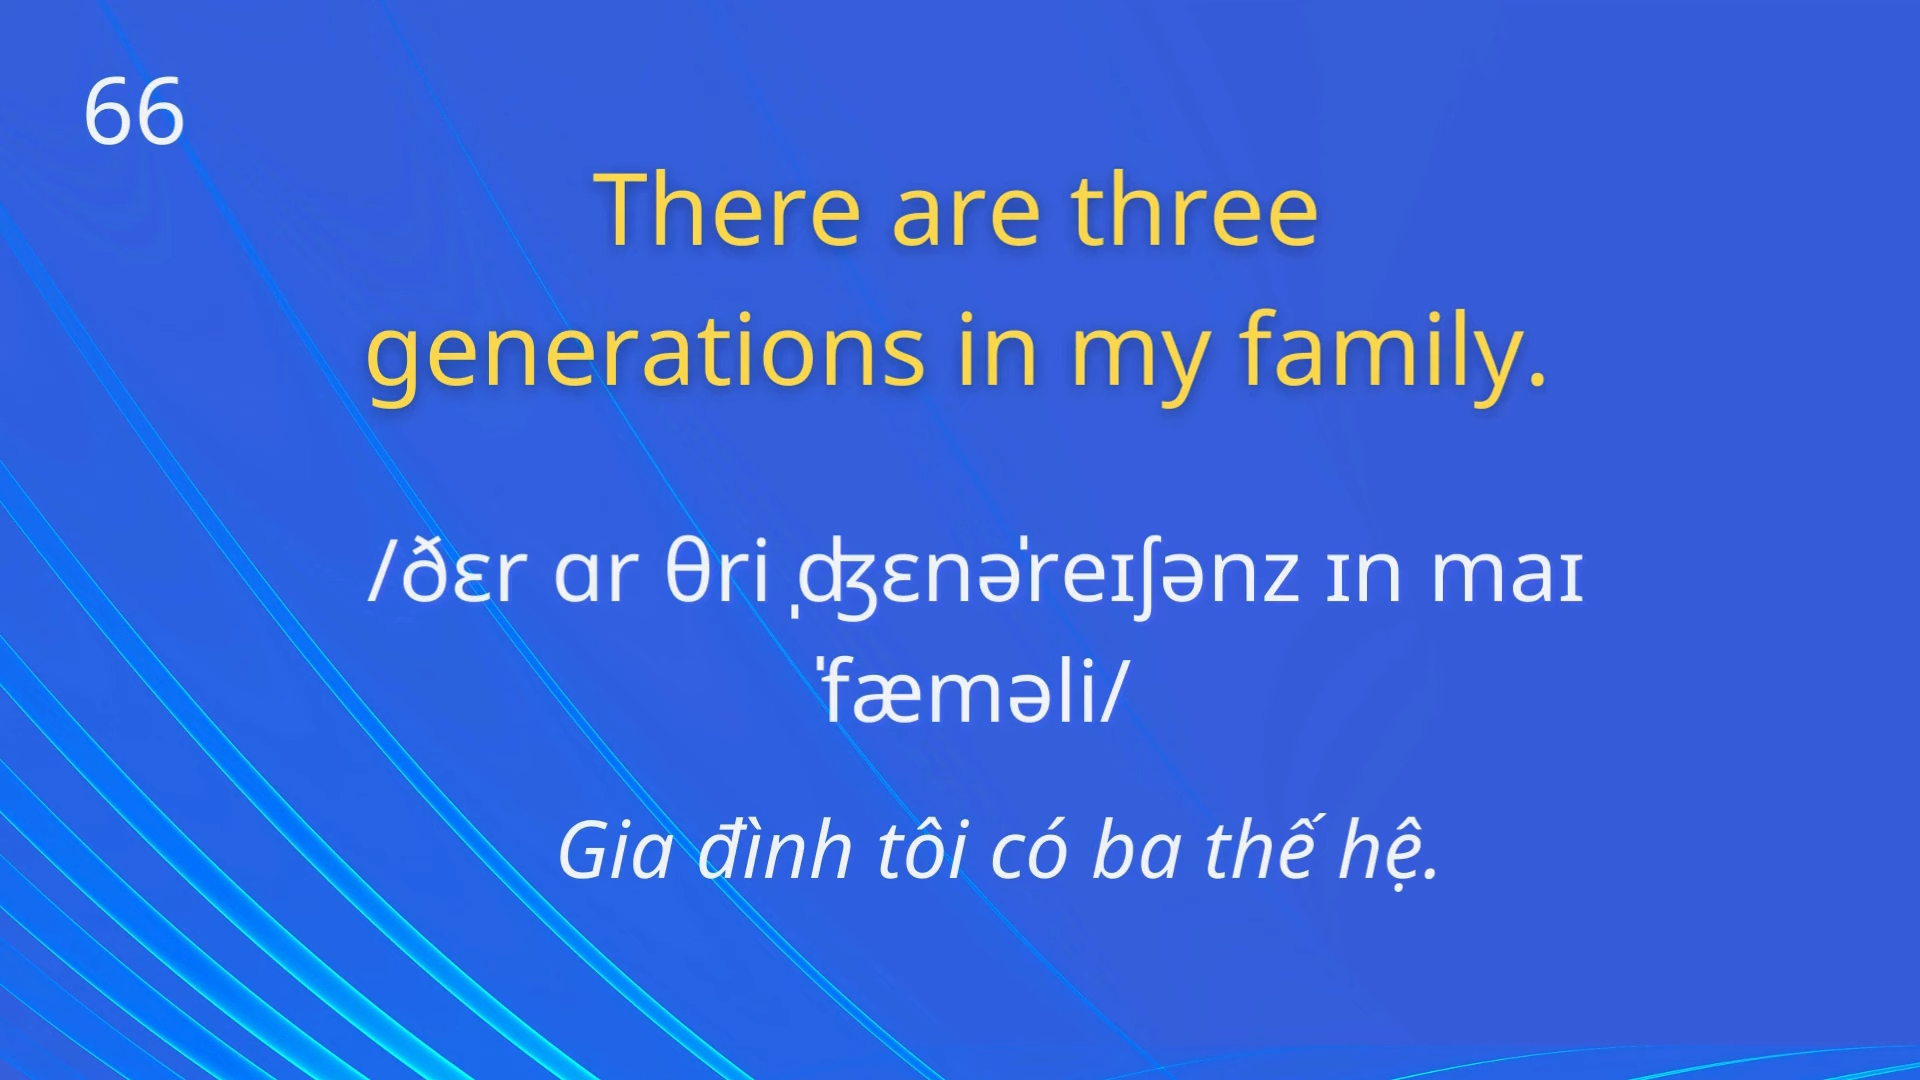 66
There are three
generations in my family.
/ðɛr ɑr θri ˌʤɛnəˈreɪʃənz ɪn maɪ
ˈfæməli/
Gia đình tôi có ba thế hệ.